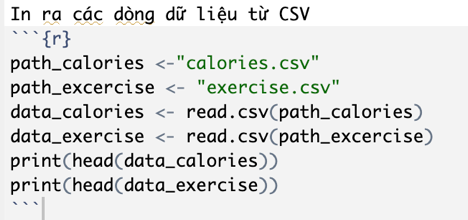 In ra các dòng dữ liệu từ CSV
```{r}
path_calories <-"calories.csv"
path_excercise <- "exercise.csv"
data_calories <- read.csv(path_calories)
data_exercise <- read.csv(path_excercise)
print(head(data_calories))
print(head(data_exercise))
```